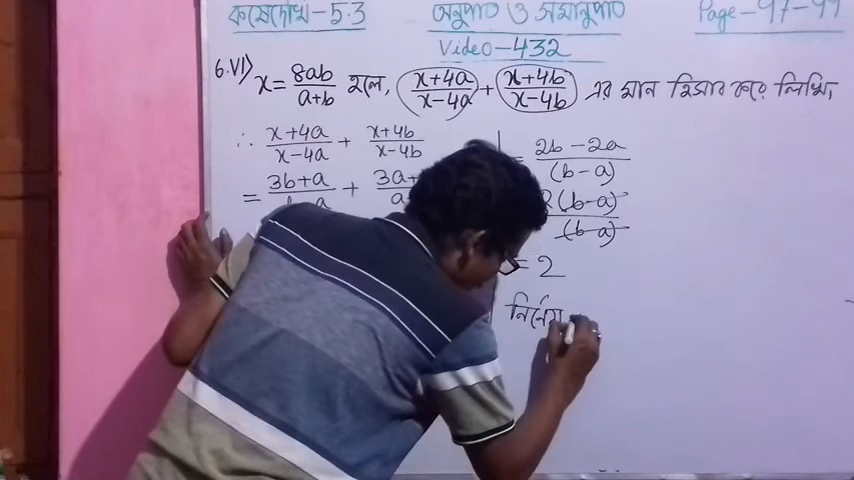 কষেদেখি-5.3
অনুপাত ও সমানুপাত
Page-97-99
Video-432
6.VI) x = 8ab/a+b হলে, x+4a/x-4a + x+4b/x-4b এর মান হিসাব করে লিখি,
∴ x+4a/x-4a + x+4b/x-4b
= 3b+a/ + 3a+
= 2b-2a/(b-a)
2(b-a)/(b-a)
= 2
নির্নেয়